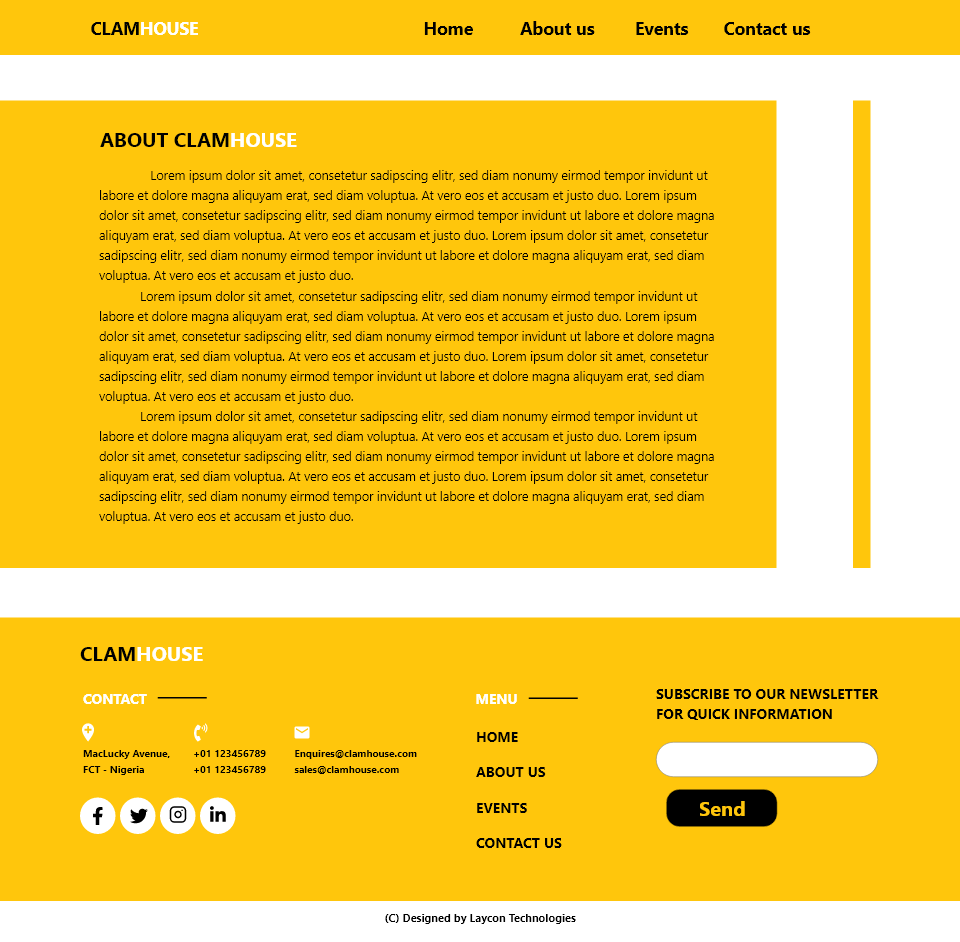 CLAMHOUSE Home About us Events Contact us
ABOUT CLAMHOUSE
Lorem ipsum dolor sit amet, consetetur sadipscing elitr, sed diam nonumy eirmod tempor invidunt ut
labore et dolore magna aliquyam erat, sed diam voluptua. At vero eos et accusam et justo duo. Lorem ipsum
dolor sit amet, consetetur sadipscing elitr, sed diam nonumy eirmod tempor invidunt ut labore et dolore magna
aliquyam erat, sed diam voluptua. At vero eos et accusam et justo duo. Lorem ipsum dolor sit amet, consetetur
sadipscing elitr, sed diam nonumy eirmod tempor invidunt ut labore et dolore magna aliquyam erat, sed diam
voluptua. At vero eos et accusam et justo duo.
Lorem ipsum dolor sit amet, consetetur sadipscing elitr, sed diam nonumy eirmod tempor invidunt ut
labore et dolore magna aliquyam erat, sed diam voluptua. At vero eos et accusam et justo duo. Lorem ipsum
dolor sit amet, consetetur sadipscing elitr, sed diam nonumy eirmod tempor invidunt ut labore et dolore magna
aliquyam erat, sed diam voluptua. At vero eos et accusam et justo duo. Lorem ipsum dolor sit amet, consetetur
sadipscing elitr, sed diam nonumy eirmod tempor invidunt ut labore et dolore magna aliquyam erat, sed diam
voluptua. At vero eos et accusam et justo duo.
Lorem ipsum dolor sit amet, consetetur sadipscing elitr, sed diam nonumy eirmod tempor invidunt ut
labore et dolore magna aliquyam erat, sed diam voluptua. At vero eos et accusam et justo duo. Lorem ipsum
dolor sit amet, consetetur sadipscing elitr, sed diam nonumy eirmod tempor invidunt ut labore et dolore magna
aliquyam erat, sed diam voluptua. At vero eos et accusam et justo duo. Lorem ipsum dolor sit amet, consetetur
sadipscing elitr, sed diam nonumy eirmod tempor invidunt ut labore et dolore magna aliquyam erat, sed diam
voluptua. At vero eos et accusam et justo duo.
CLAMHOUSE
CONTACT
MacLucky Avenue,
FCT - Nigeria
+01 123456789
+01 123456789
Enquires@clamhouse.com
sales@clamhouse.com
MENU
HOME
ABOUT US
EVENTS
CONTACT US
SUBSCRIBE TO OUR NEWSLETTER
FOR QUICK INFORMATION
Send
(C) Designed by Laycon Technologies